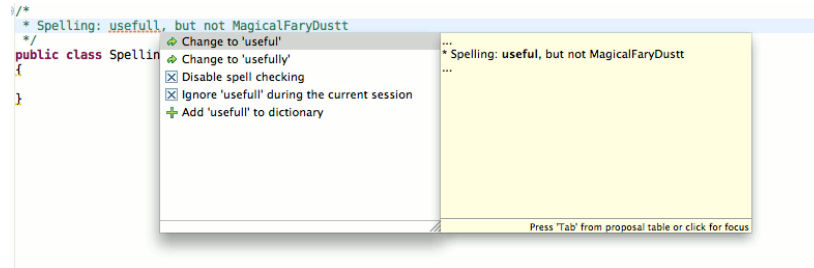 /*
* Spelling: usefull, but not MagicalFaryDustt
*/
public class Spellin
{
}
Change to 'useful'
Change to 'usefully'
Disable spell checking
Ignore 'usefull' during the current session
Add 'usefull' to dictionary
...
* Spelling: useful, but not MagicalFaryDustt
...
Press 'Tab' from proposal table or click for focus